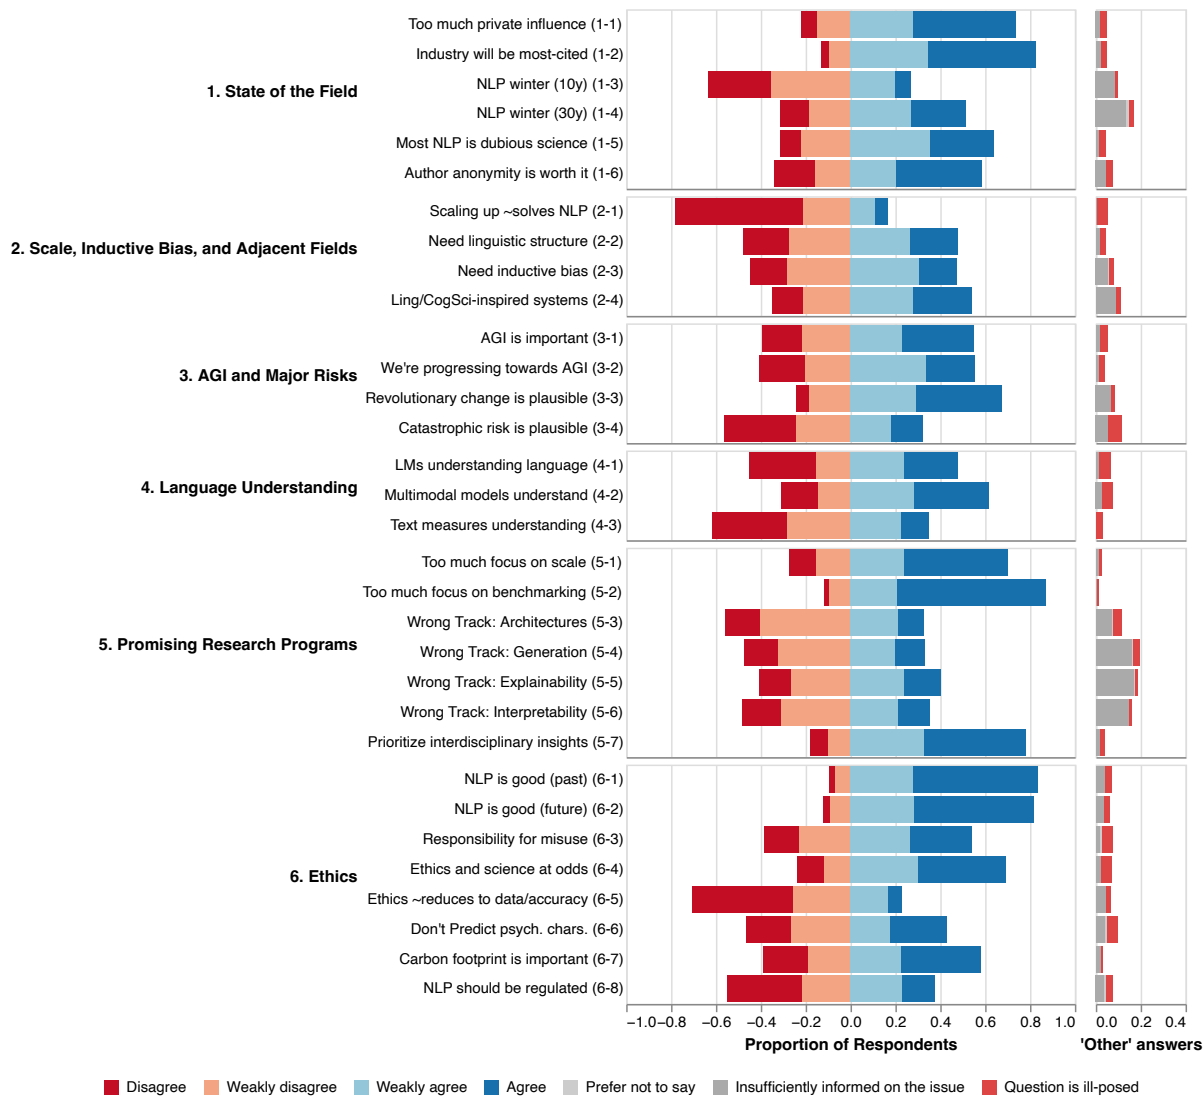 Too much private influence (1-1)
Industry will be most-cited (1-2)
1. State of the Field
NLP winter (10y) (1-3)
NLP winter (30y) (1-4)
Most NLP is dubious science (1-5)
Author anonymity is worth it (1-6)
Scaling up ~solves NLP (2-1)
2. Scale, Inductive Bias, and Adjacent Fields
Need linguistic structure (2-2)
Need inductive bias (2-3)
Ling/CogSci-inspired systems (2-4)
AGI is important (3-1)
3. AGI and Major Risks
We're progressing towards AGI (3-2)
Revolutionary change is plausible (3-3)
Catastrophic risk is plausible (3-4)
LMs understanding language (4-1)
4. Language Understanding
Multimodal models understand (4-2)
Text measures understanding (4-3)
Too much focus on scale (5-1)
Too much focus on benchmarking (5-2)
Wrong Track: Architectures (5-3)
5. Promising Research Programs
Wrong Track: Generation (5-4)
Wrong Track: Explainability (5-5)
Wrong Track: Interpretability (5-6)
Prioritize interdisciplinary insights (5-7)
NLP is good (past) (6-1)
NLP is good (future) (6-2)
Responsibility for misuse (6-3)
6. Ethics
Ethics and science at odds (6-4)
Ethics ~reduces to data/accuracy (6-5)
Don't Predict psych. chars. (6-6)
Carbon footprint is important (6-7)
NLP should be regulated (6-8)
−1.0 −0.8 −0.6 −0.4 −0.2 0.0 0.2 0.4 0.6 0.8 1.0 0.0 0.2 0.4
Proportion of Respondents 'Other' answers
Disagree Weakly disagree Weakly agree Agree Prefer not to say Insufficiently informed on the issue Question is ill-posed